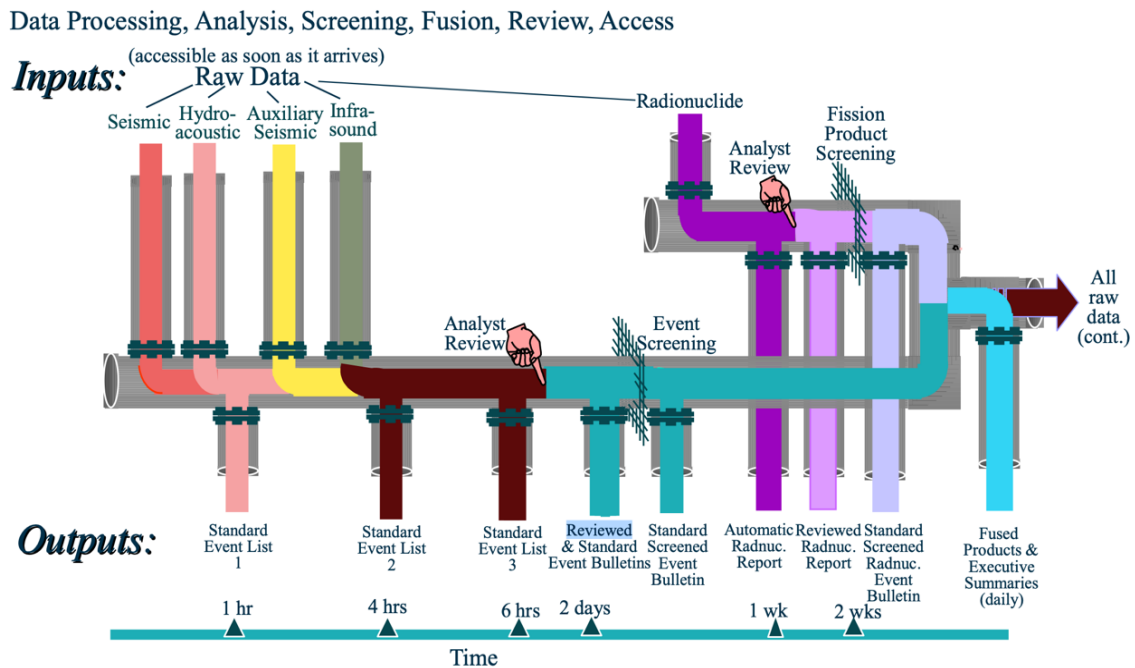 Data Processing, Analysis, Screening, Fusion, Review, Access
(accessible as soon as it arrives)
Inputs:
Raw Data
Seismic
Hydro-
acoustic
Auxiliary
Seismic
Infra-
sound
Radionuclide
Analyst
Review
Fission
Product
Screening
Analyst
Review
Event
Screening
All
raw
data
(cont.)
Outputs:
Standard
Event List
1
Standard
Event List
2
Standard
Event List
3
Reviewed
& Standard
Event Bulletins
Standard
Screened
Event
Bulletin
Automatic
Radnuc.
Report
Reviewed
Radnuc.
Report
Standard
Screened
Radnuc.
Event
Bulletin
Fused
Products &
Executive
Summaries
(daily)
1 hr
4 hrs
6 hrs
2 days
1 wk
2 wks
Time